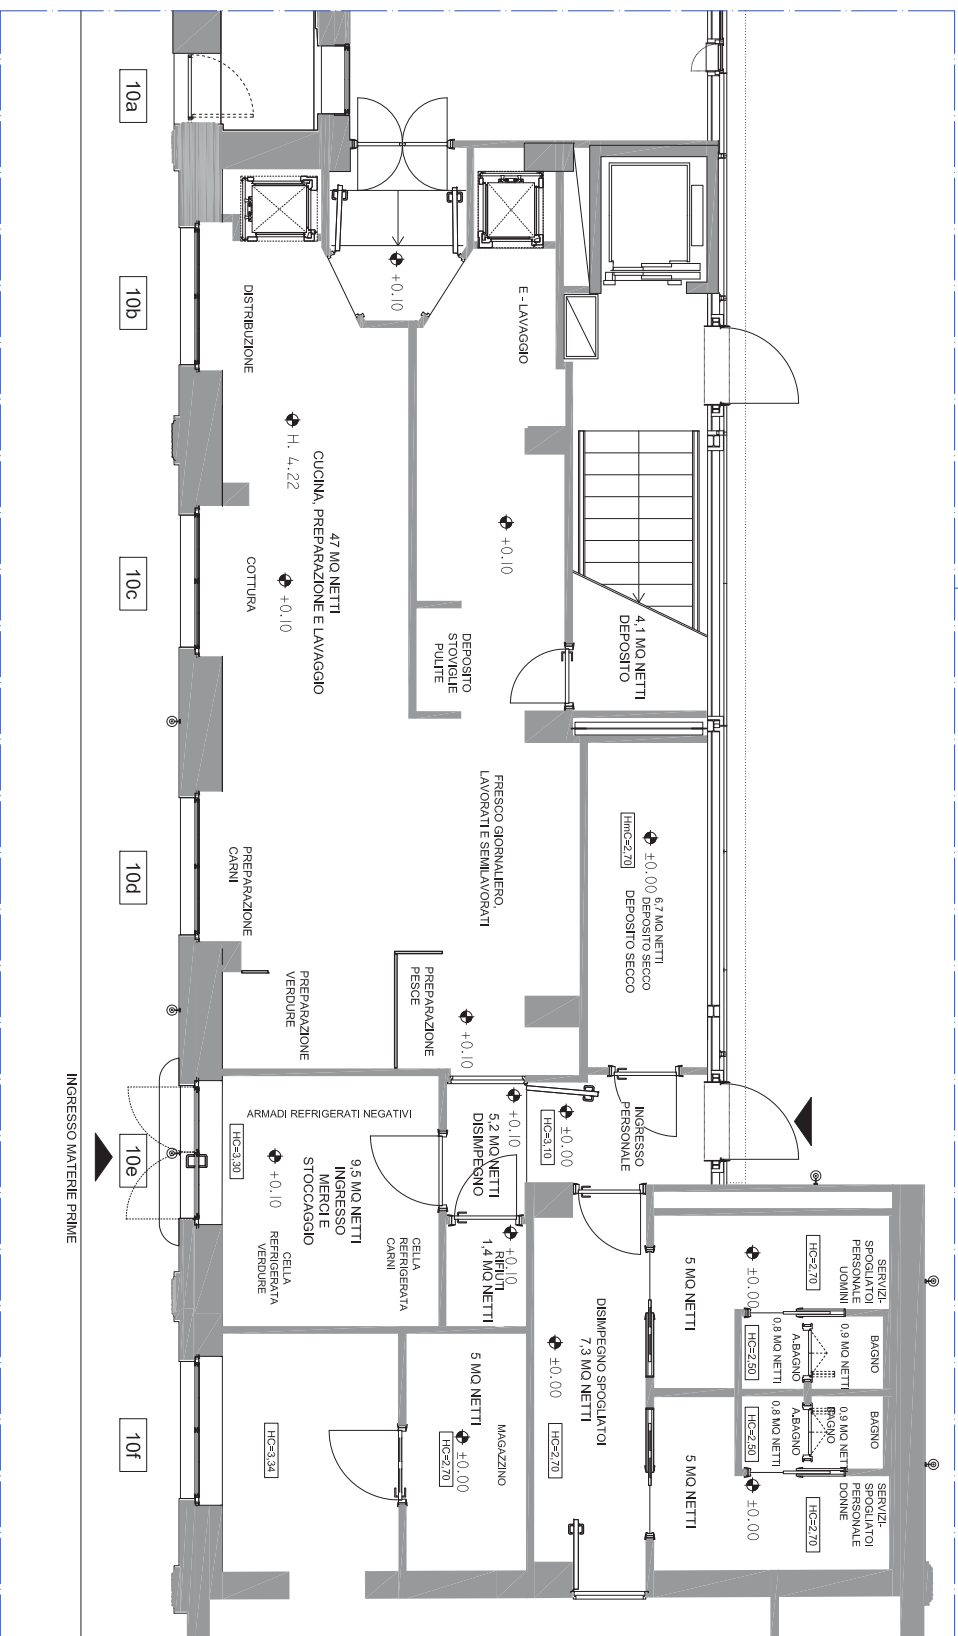 10a
10b
10c
10d
10e
10f
INGRESSO MATERIE PRIME
+0.10
E - LAVAGGIO
DISTRIBUZIONE
H. 4.22
47 MQ NETTI
CUCINA, PREPARAZIONE E LAVAGGIO
+0.10
COTTURA
+0.10
DEPOSITO
STOVIGLIE
PULITE
4,1 MQ NETTI
DEPOSITO
FRESCO GIORNALIERO,
LAVORATI E SEMILAVORATI
PREPARAZIONE
CARNI
PREPARAZIONE
VERDURE
PREPARAZIONE
PESCE
+0.10
6,7 MQ NETTI
DEPOSITO SECCO
DEPOSITO SECCO
±0.00
HmC=2,70
INGRESSO
PERSONALE
±0.00
HC=3,10
5,2 MQ NETTI
DISIMPEGNO
+0.10
ARMADI REFRIGERATI NEGATIVI
HC=3,30
9,5 MQ NETTI
INGRESSO
MERCI E
STOCCAGGIO
+0.10
CELLA
REFRIGERATA
CARNI
CELLA
REFRIGERATA
VERDURE
+0.10
RIFIUTI
1,4 MQ NETTI
DISIMPEGNO SPOGLIATOI
7,3 MQ NETTI
±0.00
HC=2,70
MAGAZZINO
5 MQ NETTI
±0.00
HC=2,70
HC=3,34
SERVIZI-
SPOGLIATOI
PERSONALE
UOMINI
HC=2,70
±0.00
5 MQ NETTI
BAGNO
0,9 MQ NETTI
A.BAGNO
0,8 MQ NETTI
HC=2,50
BAGNO
0,9 MQ NETTI
BAGNO
A.BAGNO
0,8 MQ NETTI
HC=2,50
SERVIZI-
SPOGLIATOI
PERSONALE
DONNE
HC=2,70
±0.00
5 MQ NETTI